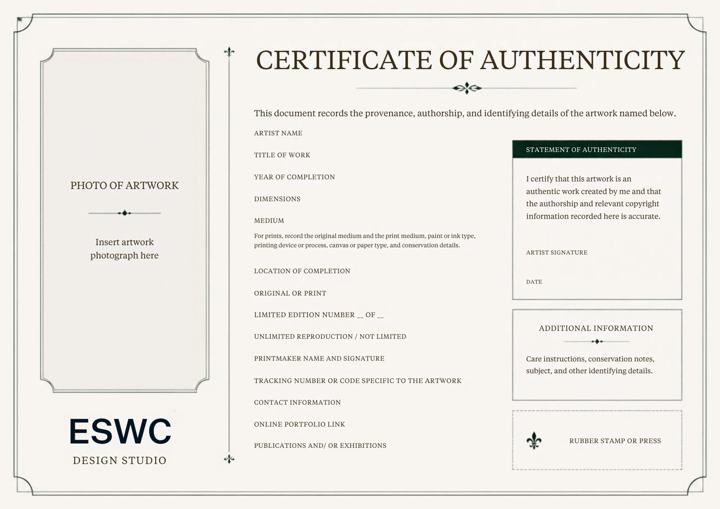 CERTIFICATE OF AUTHENTICITY
This document records the provenance, authorship, and identifying details of the artwork named below.
PHOTO OF ARTWORK
Insert artwork
photograph here
ESWC
DESIGN STUDIO
ARTIST NAME
TITLE OF WORK
YEAR OF COMPLETION
DIMENSIONS
MEDIUM
For prints, record the original medium and the print medium, paint or ink type,
printing device or process, canvas or paper type, and conservation details.
LOCATION OF COMPLETION
ORIGINAL OR PRINT
LIMITED EDITION NUMBER __ OF __
UNLIMITED REPRODUCTION / NOT LIMITED
PRINTMAKER NAME AND SIGNATURE
TRACKING NUMBER OR CODE SPECIFIC TO THE ARTWORK
CONTACT INFORMATION
ONLINE PORTFOLIO LINK
PUBLICATIONS AND/ OR EXHIBITIONS
STATEMENT OF AUTHENTICITY
I certify that this artwork is an
authentic work created by me and that
the authorship and relevant copyright
information recorded here is accurate.
ARTIST SIGNATURE
DATE
ADDITIONAL INFORMATION
Care instructions, conservation notes,
subject, and other identifying details.
RUBBER STAMP OR PRESS